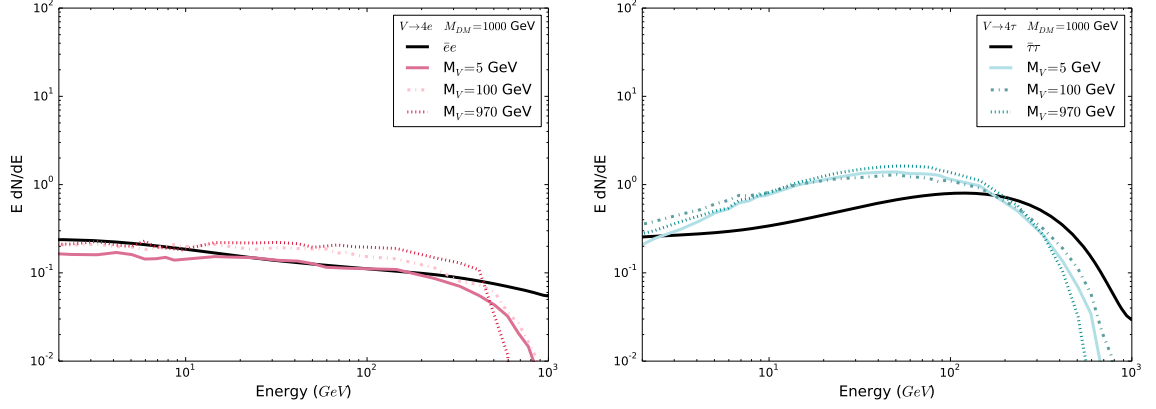 V→4e M_DM=1000 GeV
ēe
M_V=5 GeV
M_V=100 GeV
M_V=970 GeV
E dN/dE
10^2
10^1
10^0
10^-1
10^-2
10^1
10^2
10^3
Energy (GeV)
V→4τ M_DM=1000 GeV
τ̄τ
M_V=5 GeV
M_V=100 GeV
M_V=970 GeV
E dN/dE
10^2
10^1
10^0
10^-1
10^-2
10^1
10^2
10^3
Energy (GeV)